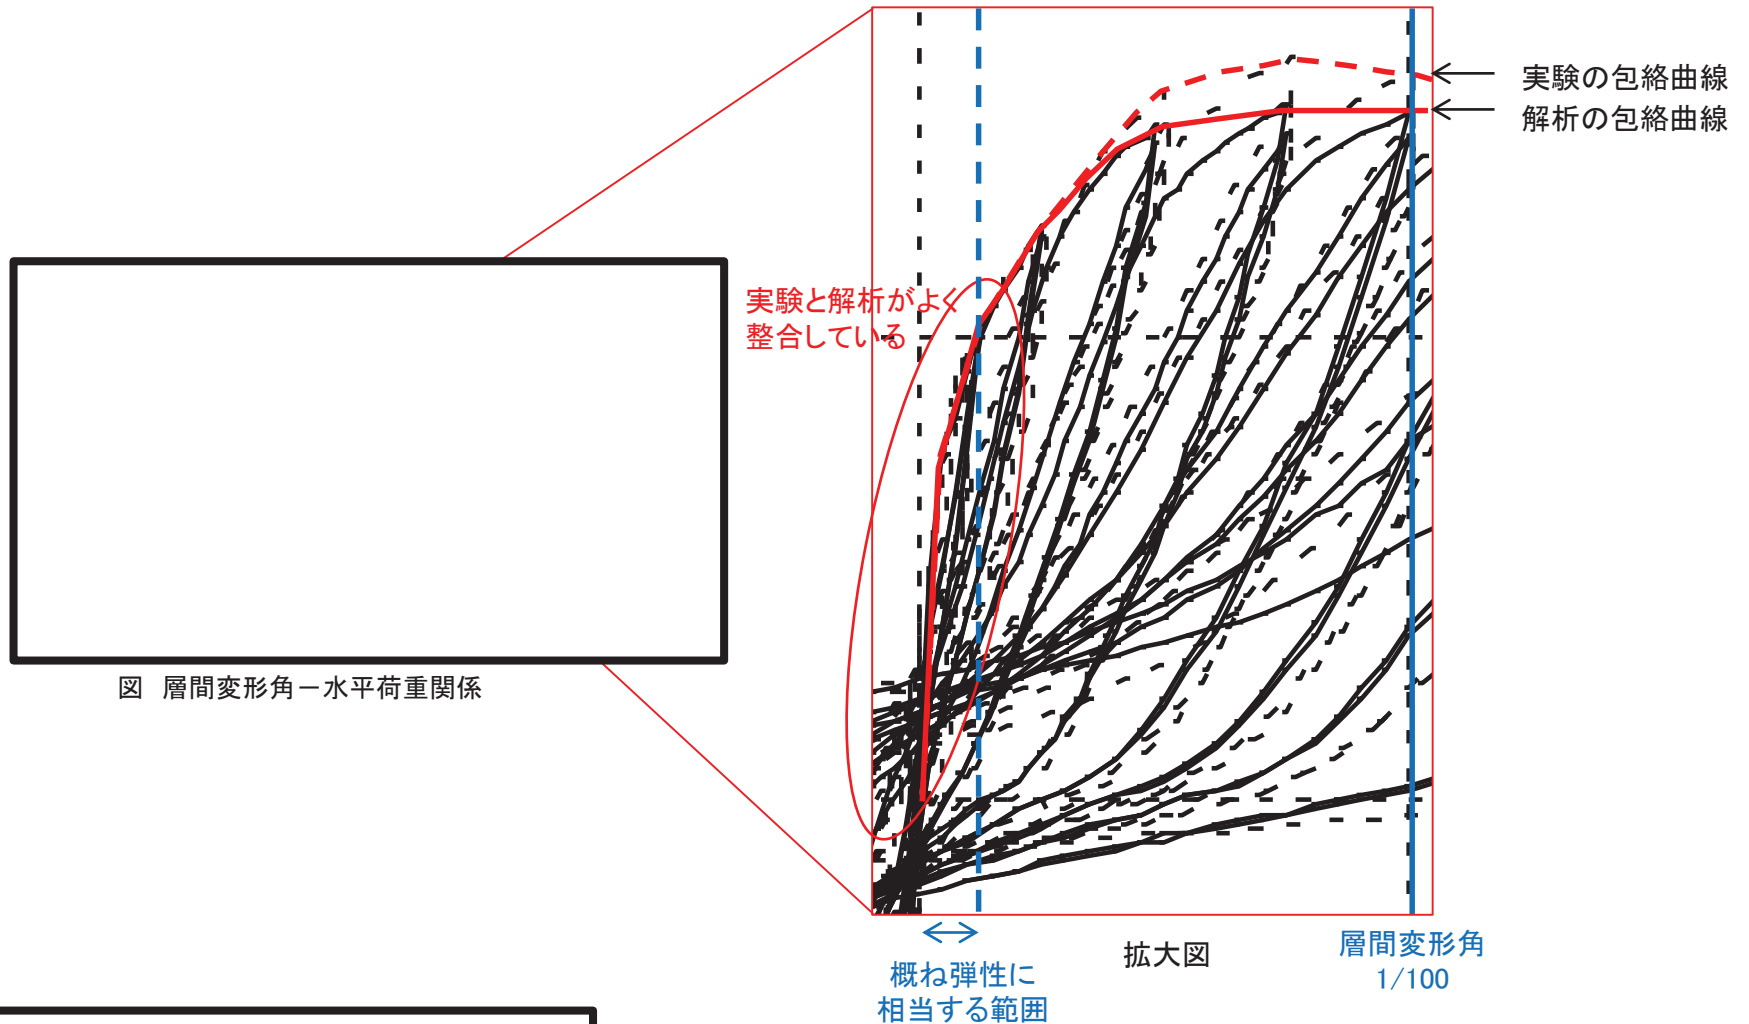 実験の包絡曲線
解析の包絡曲線
実験と解析がよく
整合している
図 層間変形角－水平荷重関係
拡大図
層間変形角
1/100
概ね弾性に
相当する範囲